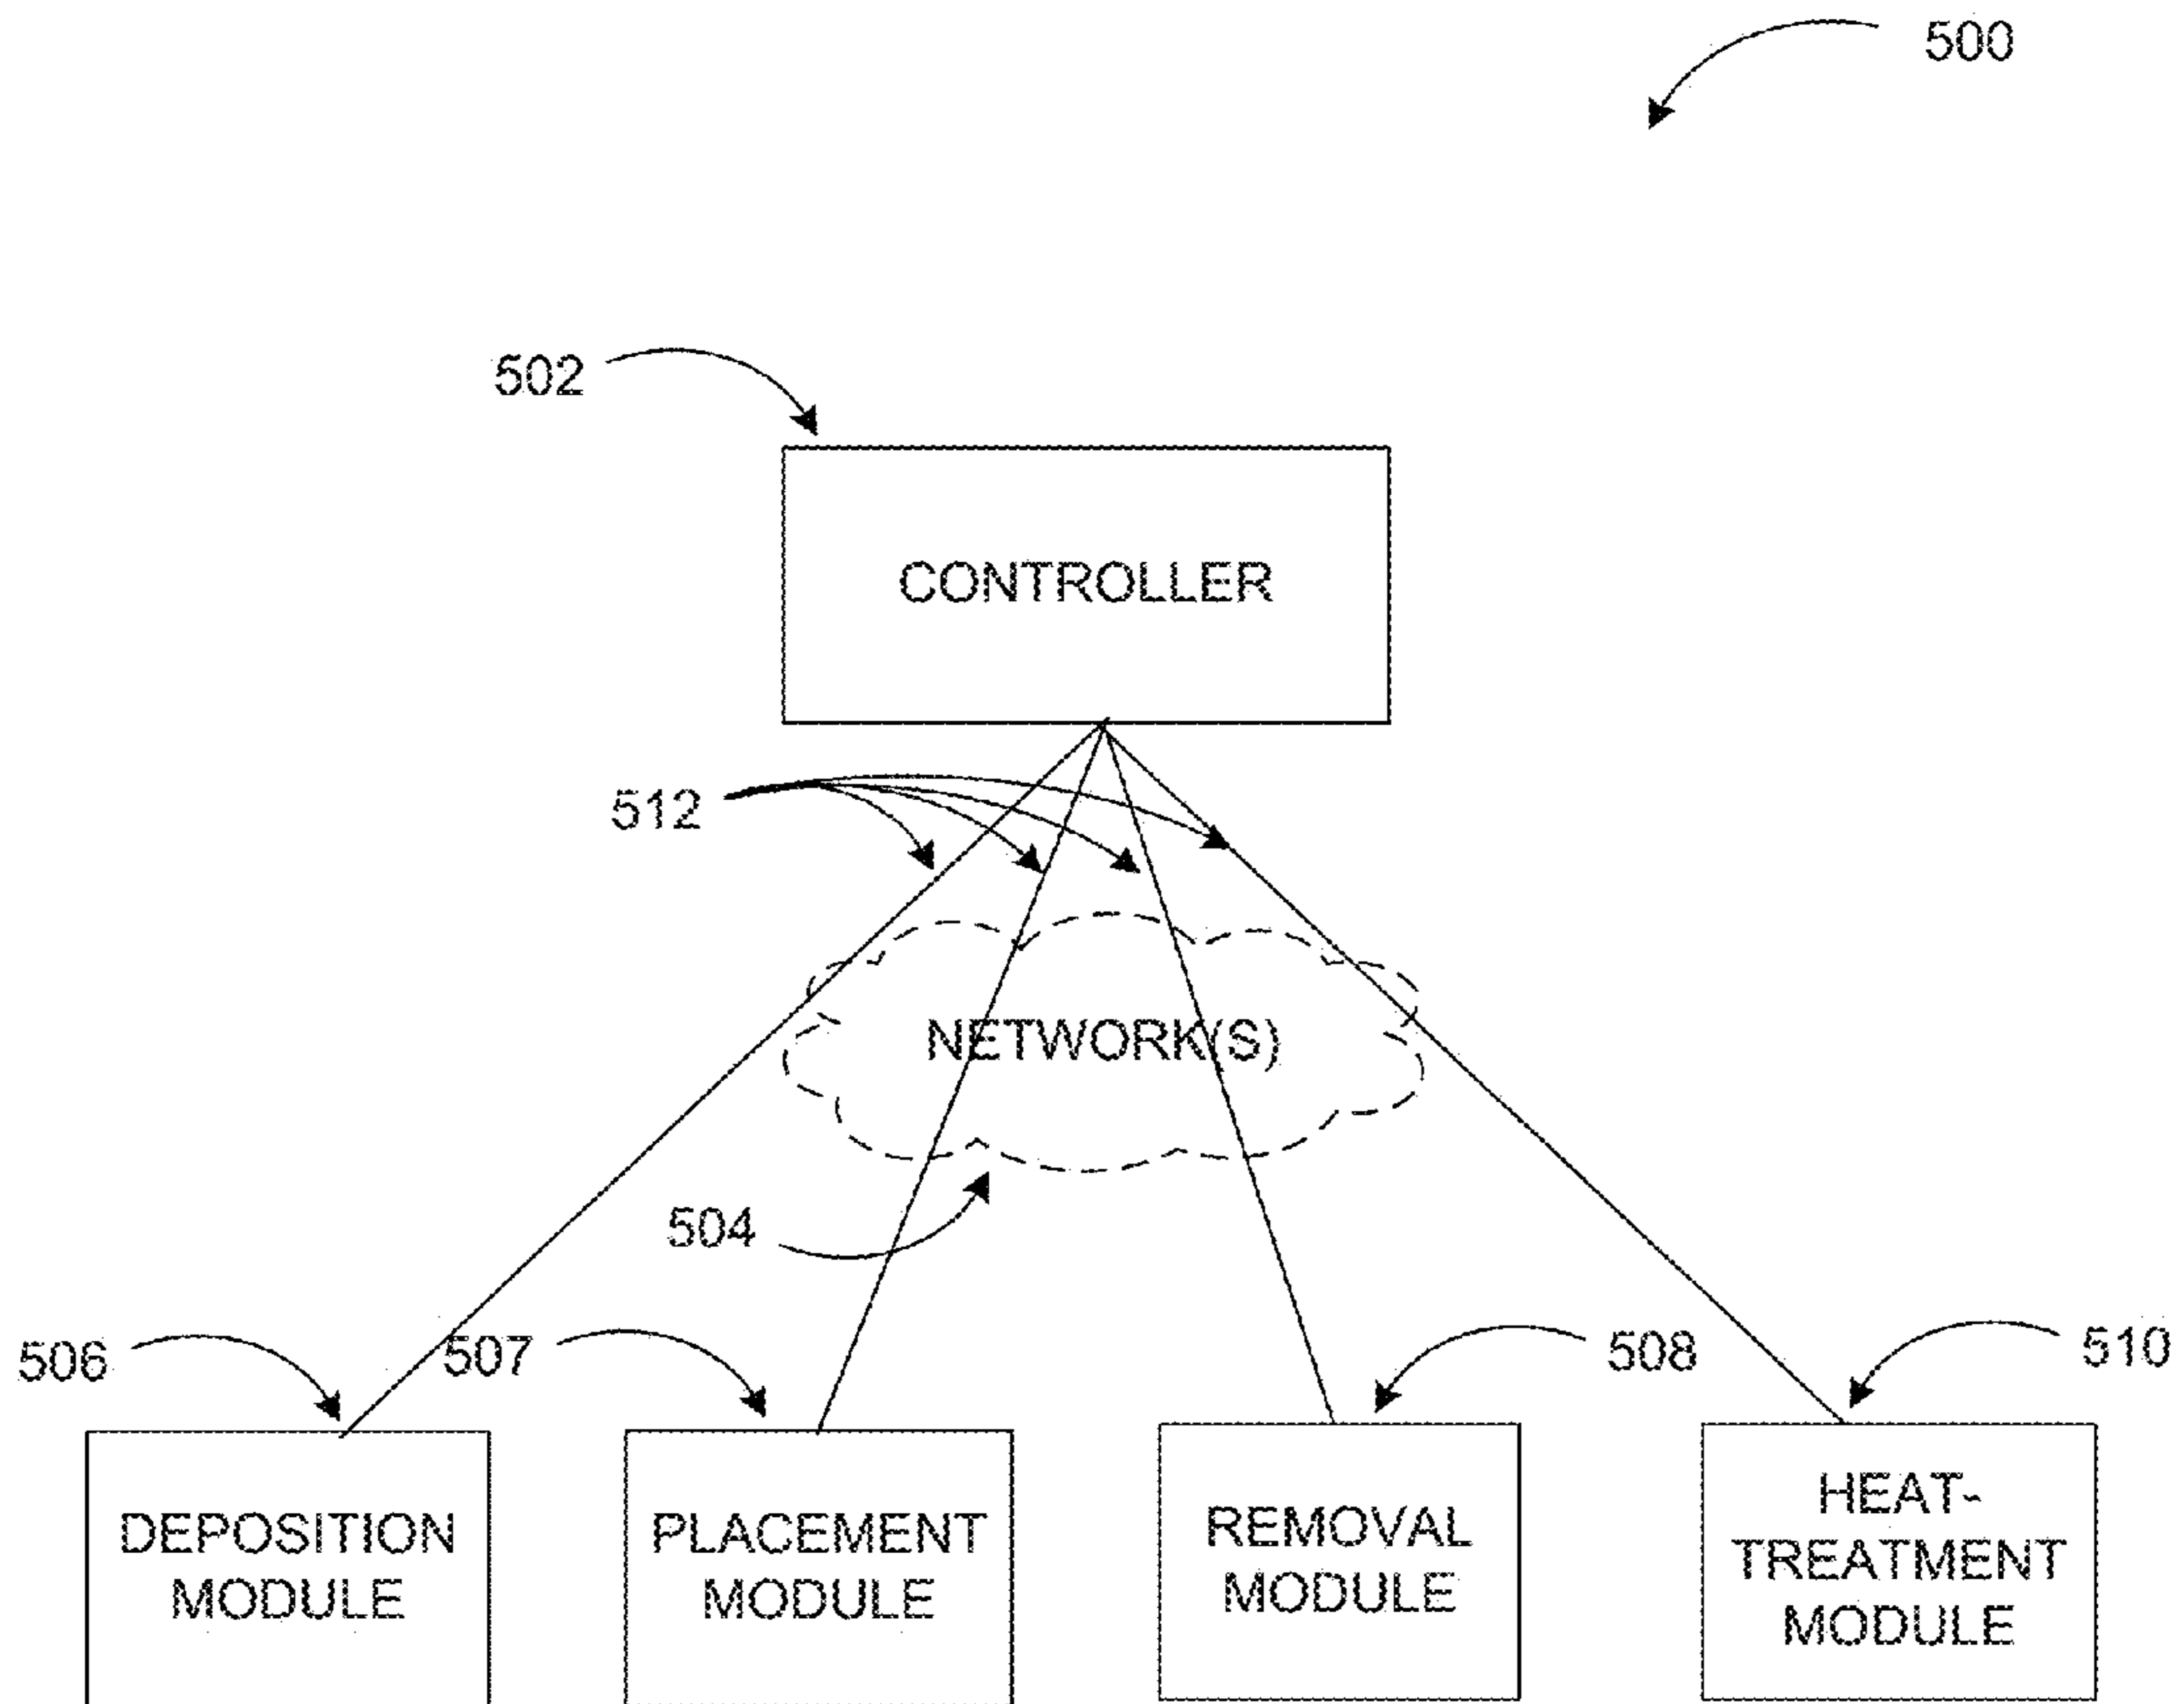 500
502
CONTROLLER
512
NETWORK(S)
504
506
507
508
510
DEPOSITION
MODULE
PLACEMENT
MODULE
REMOVAL
MODULE
HEAT-
TREATMENT
MODULE